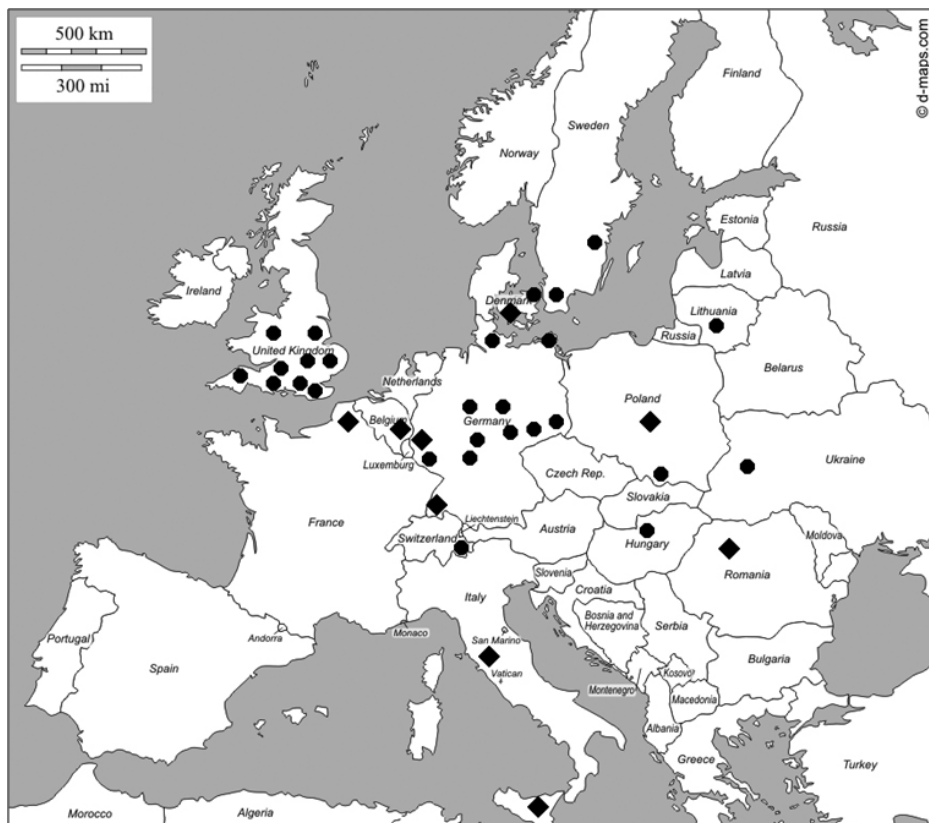 500 km
300 mi
© d-maps.com
Finland
Sweden
Norway
Estonia
Russia
Latvia
Ireland
Denmark
Lithuania
Russia
United Kingdom
Belarus
Netherlands
Poland
Belgium
Germany
Ukraine
Luxemburg
Czech Rep.
Slovakia
France
Liechtenstein
Austria
Moldova
Switzerland
Hungary
Romania
Slovenia
Italy
Croatia
Bosnia and
Herzegovina
Serbia
Monaco
San Marino
Andorra
Portugal
Spain
Bulgaria
Vatican
Kosovo
Montenegro
Macedonia
Albania
Greece
Turkey
Morocco
Algeria